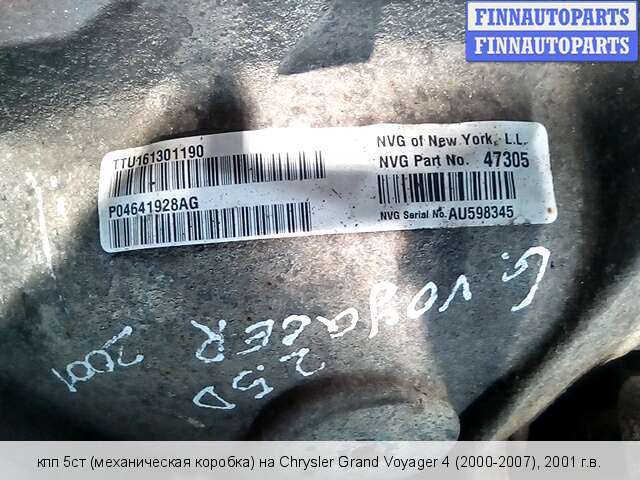 FINNAUTOPARTS
FINNAUTOPARTS
TTU161301190
P04641928AG
NVG of New York, L.L.
NVG Part No. 47305
NVG Serial No. AU598345
G. VOYAGER
2.5D
2001
кпп 5ст (механическая коробка) на Chrysler Grand Voyager 4 (2000-2007), 2001 г.в.